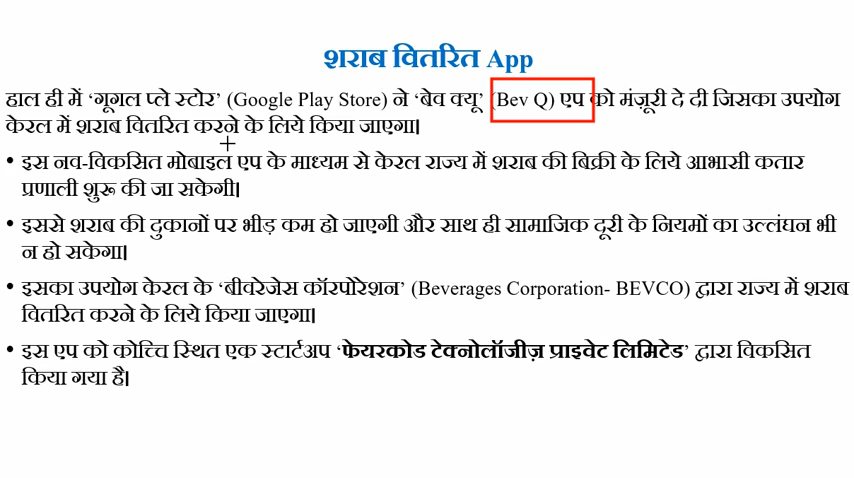 शराब वितरित App
हाल ही में ‘गूगल प्ले स्टोर’ (Google Play Store) ने ‘बेव क्यू’ (Bev Q) एप को मंज़ूरी दे दी जिसका उपयोग
केरल में शराब वितरित करने के लिये किया जाएगा।
• इस नव-विकसित मोबाइल एप के माध्यम से केरल राज्य में शराब की बिक्री के लिये आभासी कतार
प्रणाली शुरू की जा सकेगी।
• इससे शराब की दुकानों पर भीड़ कम हो जाएगी और साथ ही सामाजिक दूरी के नियमों का उल्लंघन भी
न हो सकेगा।
• इसका उपयोग केरल के ‘बीवरेजेस कॉरपोरेशन’ (Beverages Corporation- BEVCO) द्वारा राज्य में शराब
वितरित करने के लिये किया जाएगा।
• इस एप को कोच्चि स्थित एक स्टार्टअप ‘फेयरकोड टेक्नोलॉजीज़ प्राइवेट लिमिटेड’ द्वारा विकसित
किया गया है।